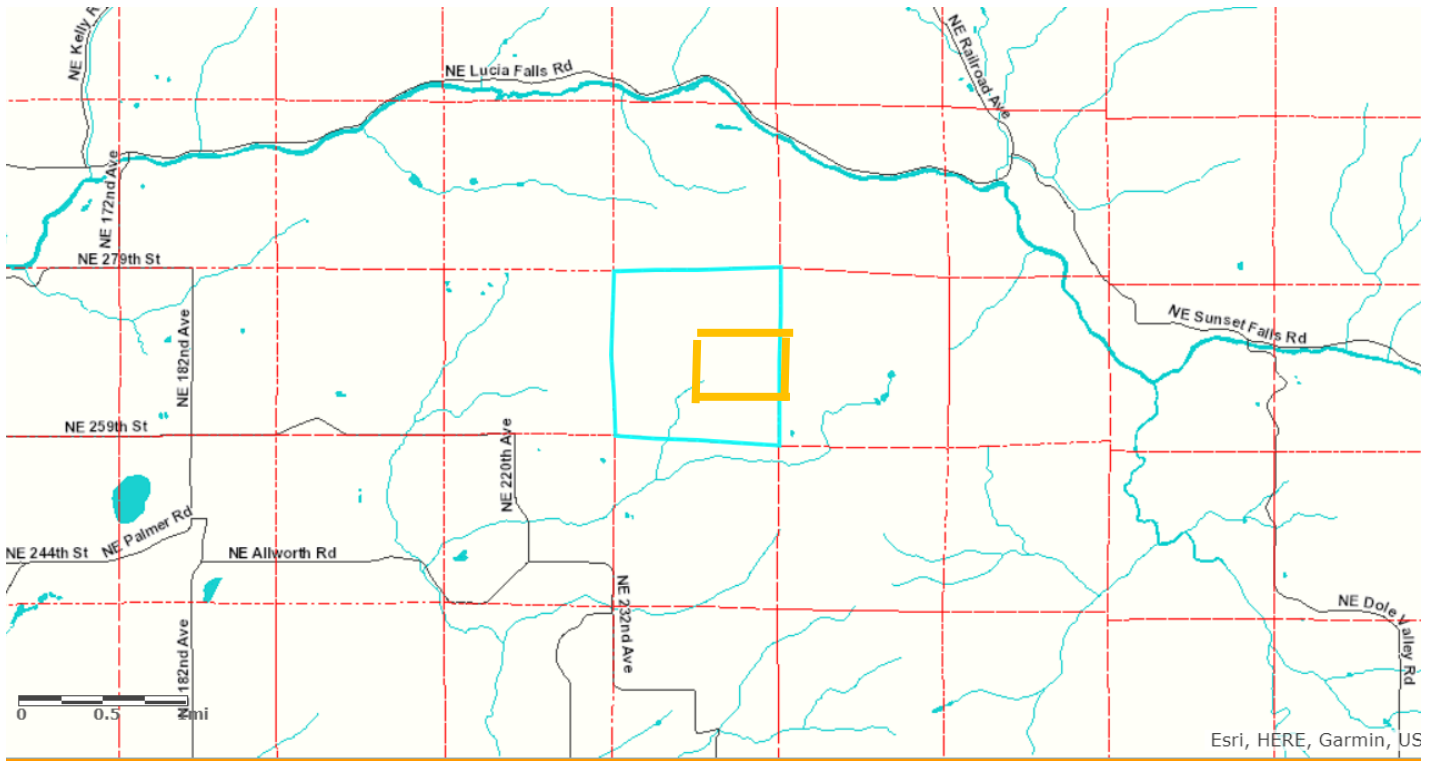 NE Kelly R
NE Lucia Falls Rd
NE Railroad Ave
NE 172nd Ave
NE 279th St
NE Sunset Falls Rd
NE 182nd Ave
NE 259th St
NE 220th Ave
NE Palmer Rd
NE 244th St
NE Allworth Rd
NE 232nd Ave
NE Dole Valley Rd
NE 182nd Ave
0 0.5 1mi
Esri, HERE, Garmin, US